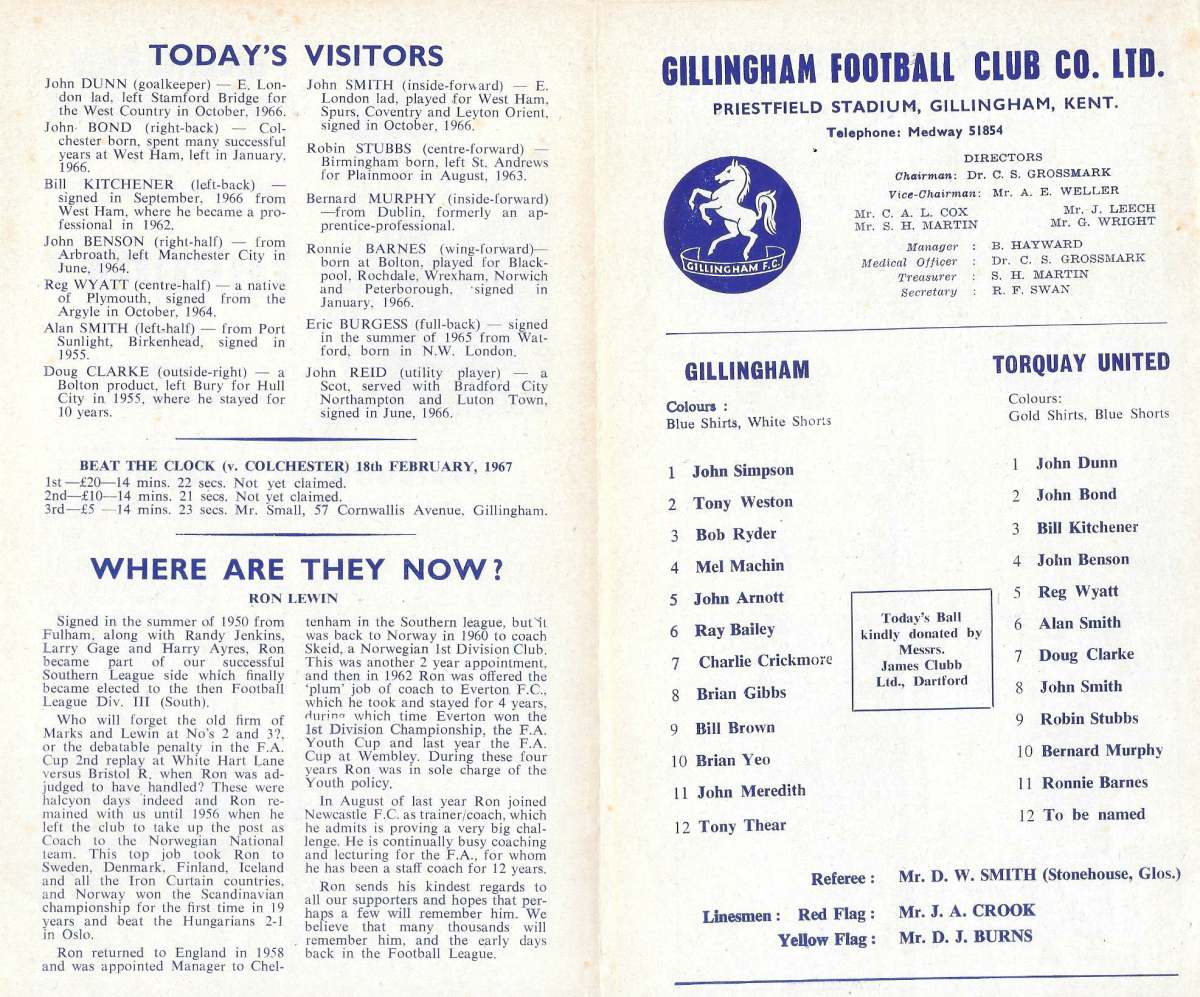 TODAY'S VISITORS
John DUNN (goalkeeper) — E. Lon-
don lad, left Stamford Bridge for
the West Country in October, 1966.
John BOND (right-back) — Col-
chester born, spent many successful
years at West Ham, left in January,
1966.
Bill KITCHENER (left-back) —
signed in September, 1966 from
West Ham, where he became a pro-
fessional in 1962.
John BENSON (right-half) — from
Arbroath, left Manchester City in
June, 1964.
Reg WYATT (centre-half) — a native
of Plymouth, signed from the
Argyle in October, 1964.
Alan SMITH (left-half) — from Port
Sunlight, Birkenhead, signed in
1955.
Doug CLARKE (outside-right) — a
Bolton product, left Bury for Hull
City in 1955, where he stayed for
10 years.
John SMITH (inside-forward) — E.
London lad, played for West Ham,
Spurs, Coventry and Leyton Orient,
signed in October, 1966.
Robin STUBBS (centre-forward) —
Birmingham born, left St. Andrews
for Plainmoor in August, 1963.
Bernard MURPHY (inside-forward)
—from Dublin, formerly an ap-
prentice-professional.
Ronnie BARNES (wing-forward)—
born at Bolton, played for Black-
pool, Rochdale, Wrexham, Norwich
and Peterborough, signed in
January, 1966.
Eric BURGESS (full-back) — signed
in the summer of 1965 from Wat-
ford, born in N.W. London.
John REID (utility player) — a
Scot, served with Bradford City
Northampton and Luton Town,
signed in June, 1966.
BEAT THE CLOCK (v. COLCHESTER) 18th FEBRUARY, 1967
1st—£20—14 mins. 22 secs. Not yet claimed.
2nd—£10—14 mins. 21 secs. Not yet claimed.
3rd—£5 —14 mins. 23 secs. Mr. Small, 57 Cornwallis Avenue, Gillingham.
WHERE ARE THEY NOW?
RON LEWIN
Signed in the summer of 1950 from
Fulham, along with Randy Jenkins,
Larry Gage and Harry Ayres, Ron
became part of our successful
Southern League side which finally
became elected to the then Football
League Div. III (South).
Who will forget the old firm of
Marks and Lewin at No's 2 and 3?,
or the debatable penalty in the F.A.
Cup 2nd replay at White Hart Lane
versus Bristol R. when Ron was ad-
judged to have handled? These were
halcyon days indeed and Ron re-
mained with us until 1956 when he
left the club to take up the post as
Coach to the Norwegian National
team. This top job took Ron to
Sweden, Denmark, Finland, Iceland
and all the Iron Curtain countries,
and Norway won the Scandinavian
championship for the first time in 19
years and beat the Hungarians 2-1
in Oslo.
Ron returned to England in 1958
and was appointed Manager to Chel-
tenham in the Southern league, but it
was back to Norway in 1960 to coach
Skeid, a Norwegian 1st Division Club.
This was another 2 year appointment,
and then in 1962 Ron was offered the
'plum' job of coach to Everton F.C.,
which he took and stayed for 4 years,
during which time Everton won the
1st Division Championship, the F.A.
Youth Cup and last year the F.A.
Cup at Wembley. During these four
years Ron was in sole charge of the
Youth policy.
In August of last year Ron joined
Newcastle F.C. as trainer/coach, which
he admits is proving a very big chal-
lenge. He is continually busy coaching
and lecturing for the F.A., for whom
he has been a staff coach for 12 years.
Ron sends his kindest regards to
all our supporters and hopes that per-
haps a few will remember him. We
believe that many thousands will
remember him, and the early days
back in the Football League.
GILLINGHAM FOOTBALL CLUB CO. LTD.
PRIESTFIELD STADIUM, GILLINGHAM, KENT.
Telephone: Medway 51854
GILLINGHAM F.C.
DIRECTORS
Chairman: Dr. C. S. GROSSMARK
Vice-Chairman: Mr. A. E. WELLER
Mr. C. A. L. COX Mr. J. LEECH
Mr. S. H. MARTIN Mr. G. WRIGHT
Manager : B. HAYWARD
Medical Officer : Dr. C. S. GROSSMARK
Treasurer : S. H. MARTIN
Secretary : R. F. SWAN
GILLINGHAM
Colours :
Blue Shirts, White Shorts
1 John Simpson
2 Tony Weston
3 Bob Ryder
4 Mel Machin
5 John Arnott
6 Ray Bailey
7 Charlie Crickmore
8 Brian Gibbs
9 Bill Brown
10 Brian Yeo
11 John Meredith
12 Tony Thear
Today's Ball
kindly donated by
Messrs.
James Clubb
Ltd., Dartford
TORQUAY UNITED
Colours:
Gold Shirts, Blue Shorts
1 John Dunn
2 John Bond
3 Bill Kitchener
4 John Benson
5 Reg Wyatt
6 Alan Smith
7 Doug Clarke
8 John Smith
9 Robin Stubbs
10 Bernard Murphy
11 Ronnie Barnes
12 To be named
Referee : Mr. D. W. SMITH (Stonehouse, Glos.)
Linesmen : Red Flag : Mr. J. A. CROOK
Yellow Flag : Mr. D. J. BURNS